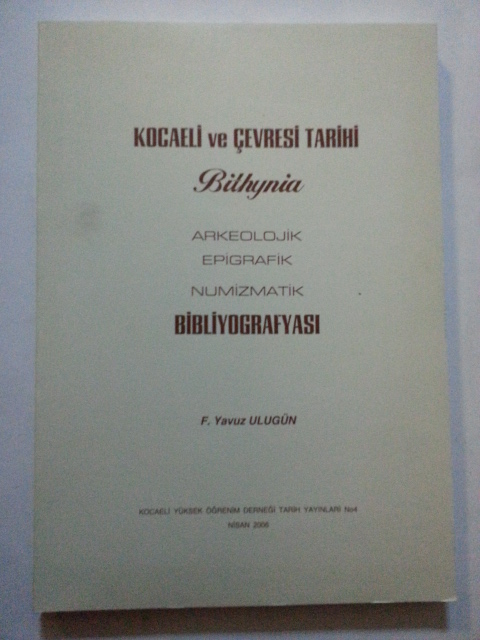 KOCAELİ ve ÇEVRESİ TARİHİ
Bithynia
ARKEOLOJİK
EPİGRAFİK
NUMİZMATİK
BİBLİYOGRAFYASI
F. Yavuz ULUGÜN
KOCAELİ YÜKSEK ÖĞRENİM DERNEĞİ TARİH YAYINLARI No4
NİSAN 2006